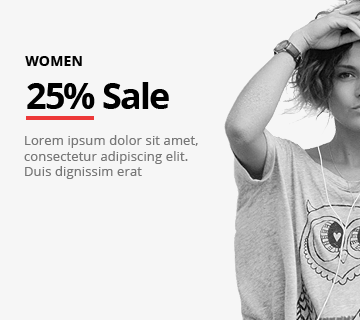 WOMEN
25% Sale
Lorem ipsum dolor sit amet,
consectetur adipiscing elit.
Duis dignissim erat